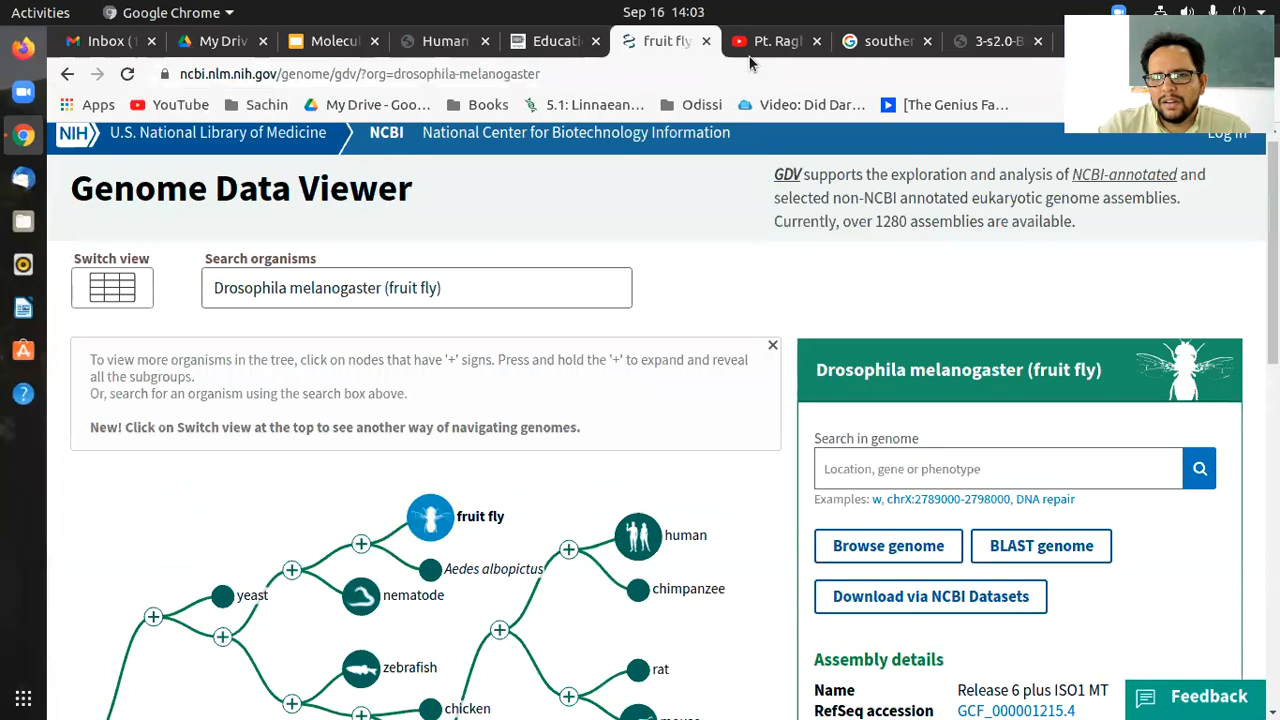 Activities Google Chrome Sep 16 14:03
Inbox (1 My Driv Molecul Human Educati fruit fly Pt. Ragh souther 3-s2.0-B
ncbi.nlm.nih.gov/genome/gdv/?org=drosophila-melanogaster
Apps YouTube Sachin My Drive - Goo... Books 5.1: Linnaean... Odissi Video: Did Dar... [The Genius Fa...
NIH U.S. National Library of Medicine NCBI National Center for Biotechnology Information Log in
Genome Data Viewer
GDV supports the exploration and analysis of NCBI-annotated and
selected non-NCBI annotated eukaryotic genome assemblies.
Currently, over 1280 assemblies are available.
Switch view Search organisms
Drosophila melanogaster (fruit fly)
To view more organisms in the tree, click on nodes that have '+' signs. Press and hold the '+' to expand and reveal
all the subgroups.
Or, search for an organism using the search box above.
New! Click on Switch view at the top to see another way of navigating genomes.
Drosophila melanogaster (fruit fly)
Search in genome
Location, gene or phenotype
Examples: w, chrX:2789000-2798000, DNA repair
Browse genome BLAST genome
Download via NCBI Datasets
Assembly details
Name Release 6 plus ISO1 MT
RefSeq accession GCF_000001215.4
Feedback
fruit fly
Aedes albopictus
yeast
nematode
zebrafish
chicken
human
chimpanzee
rat
mouse